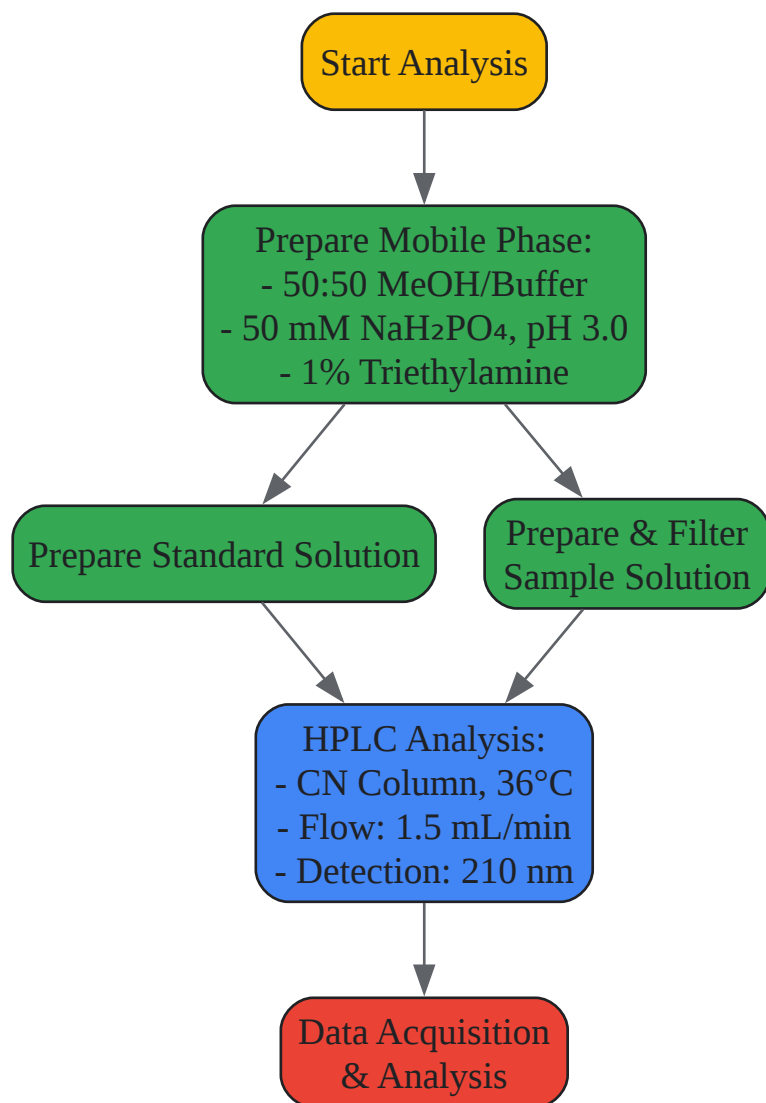 Start Analysis
Prepare Mobile Phase:
- 50:50 MeOH/Buffer
- 50 mM NaH₂PO₄, pH 3.0
- 1% Triethylamine
Prepare Standard Solution
Prepare & Filter
Sample Solution
HPLC Analysis:
- CN Column, 36°C
- Flow: 1.5 mL/min
- Detection: 210 nm
Data Acquisition
& Analysis